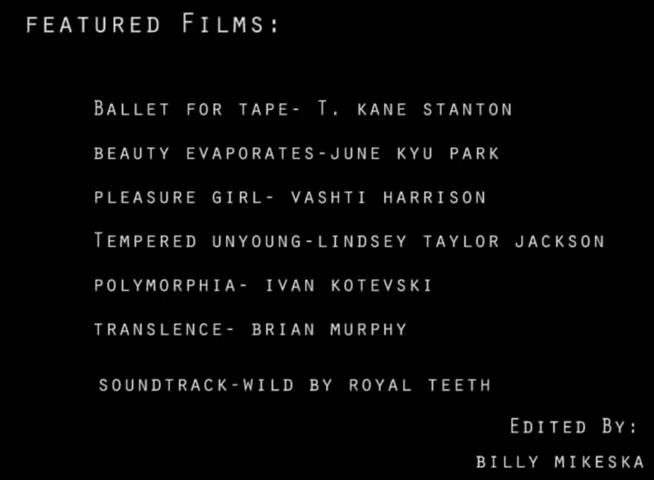 FEATURED FILMS:
BALLET FOR TAPE- T. KANE STANTON
BEAUTY EVAPORATES-JUNE KYU PARK
PLEASURE GIRL- VASHTI HARRISON
TEMPERED UNYOUNG-LINDSEY TAYLOR JACKSON
POLYMORPHIA- IVAN KOTEVSKI
TRANSLENCE- BRIAN MURPHY
SOUNDTRACK-WILD BY ROYAL TEETH
EDITED BY:
BILLY MIKESKA